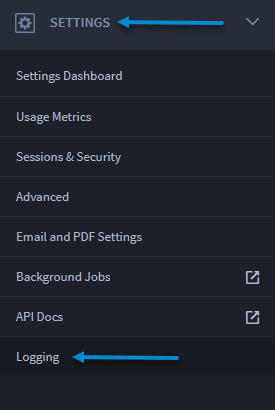 SETTINGS
Settings Dashboard
Usage Metrics
Sessions & Security
Advanced
Email and PDF Settings
Background Jobs
API Docs
Logging